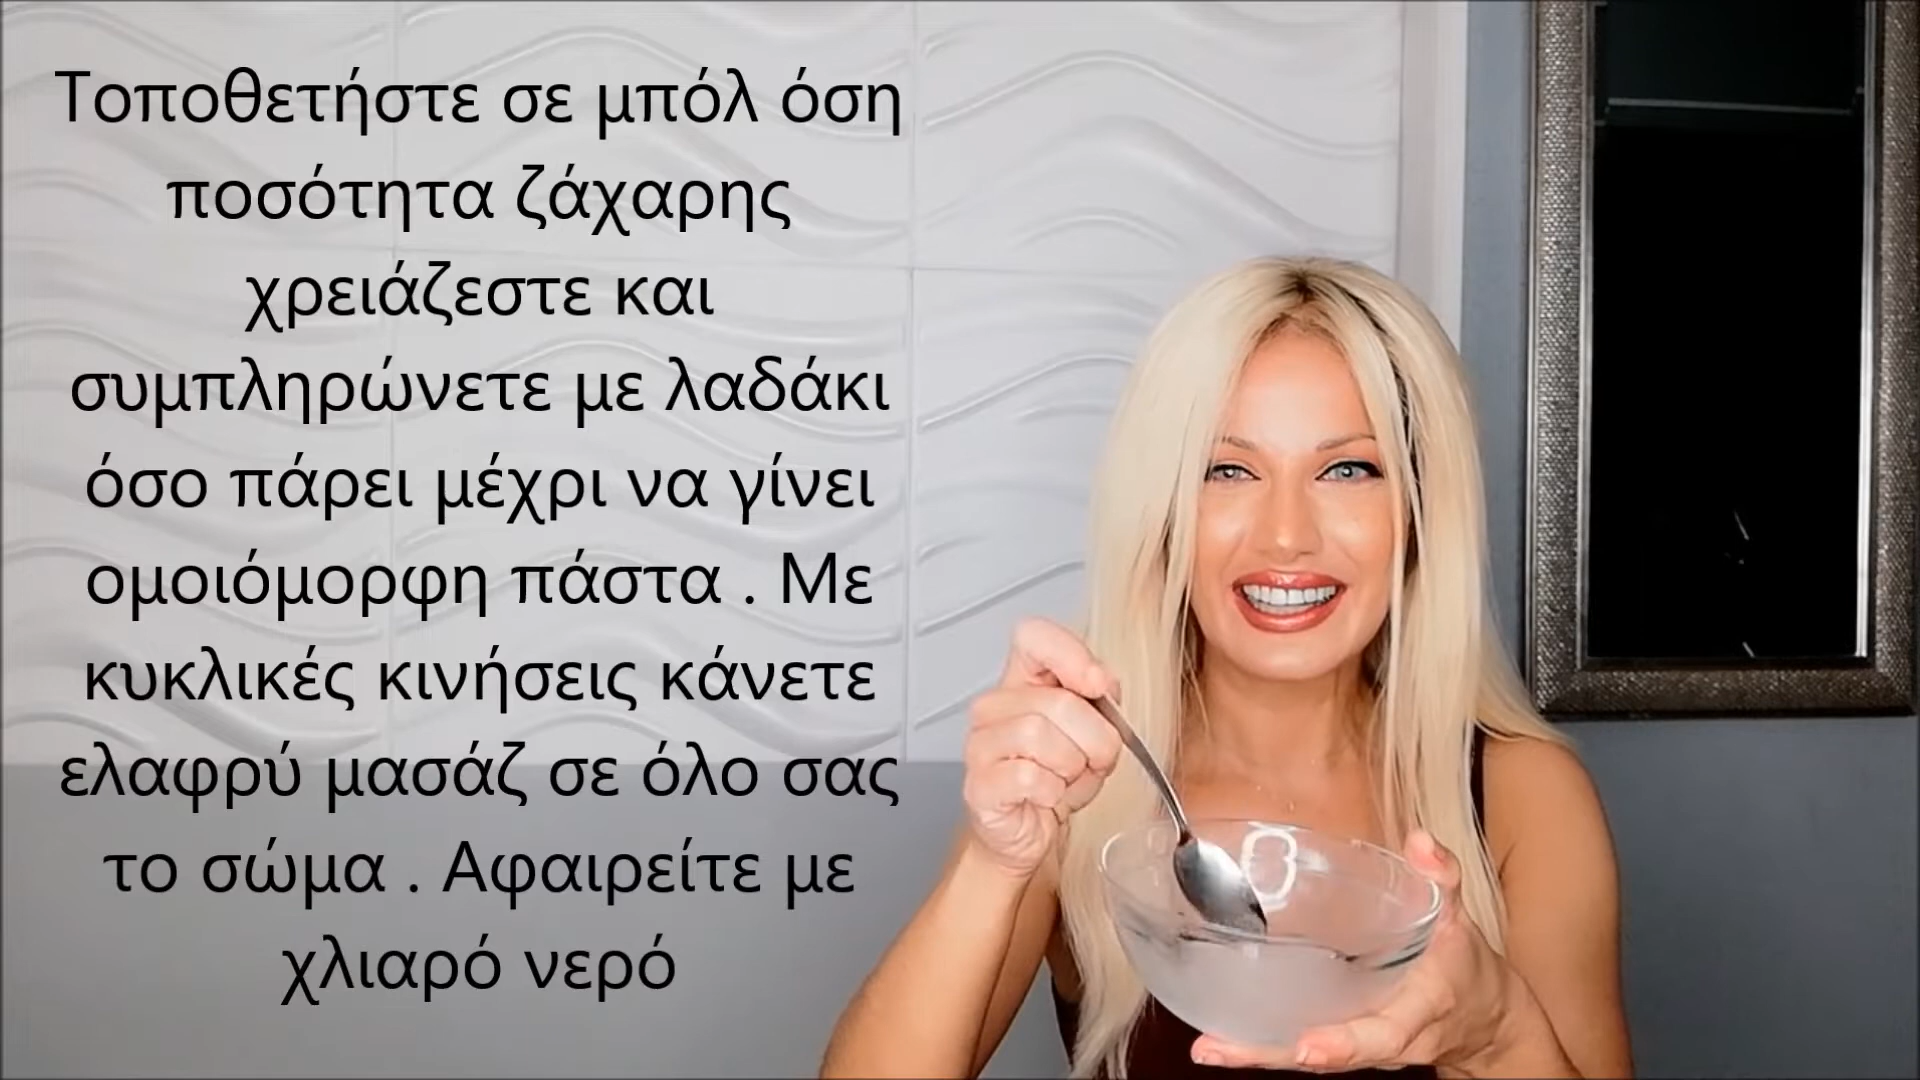 Τοποθετήστε σε μπόλ όση
ποσότητα ζάχαρης
χρειάζεστε και
συμπληρώνετε με λαδάκι
όσο πάρει μέχρι να γίνει
ομοιόμορφη πάστα . Με
κυκλικές κινήσεις κάνετε
ελαφρύ μασάζ σε όλο σας
το σώμα . Αφαιρείτε με
χλιαρό νερό